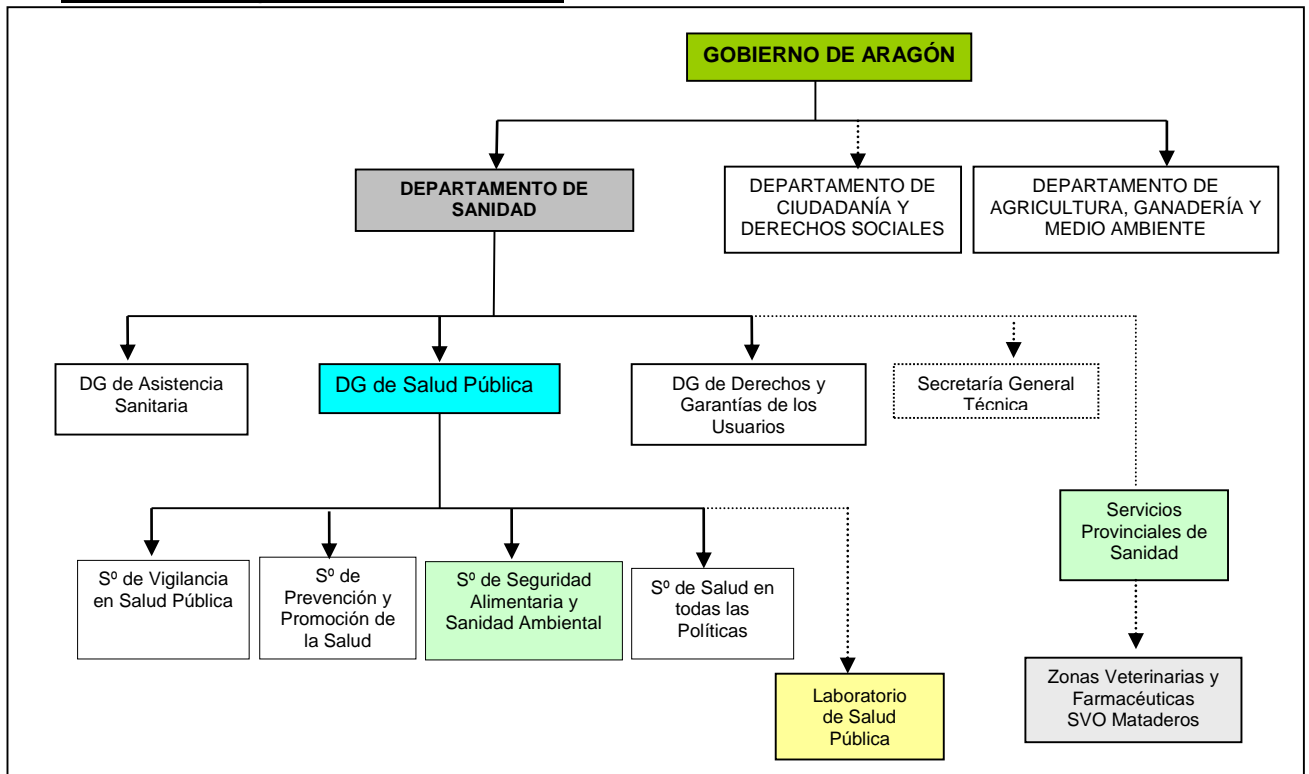 GOBIERNO DE ARAGÓN
DEPARTAMENTO DE
SANIDAD
DEPARTAMENTO DE
CIUDADANÍA Y
DERECHOS SOCIALES
DEPARTAMENTO DE
AGRICULTURA, GANADERÍA Y
MEDIO AMBIENTE
DG de Asistencia
Sanitaria
DG de Salud Pública
DG de Derechos y
Garantías de los
Usuarios
Secretaría General
Técnica
Servicios
Provinciales de
Sanidad
Sº de Vigilancia
en Salud Pública
Sº de
Prevención y
Promoción de
la Salud
Sº de Seguridad
Alimentaria y
Sanidad Ambiental
Sº de Salud en
todas las
Políticas
Laboratorio
de Salud
Pública
Zonas Veterinarias y
Farmacéuticas
SVO Mataderos